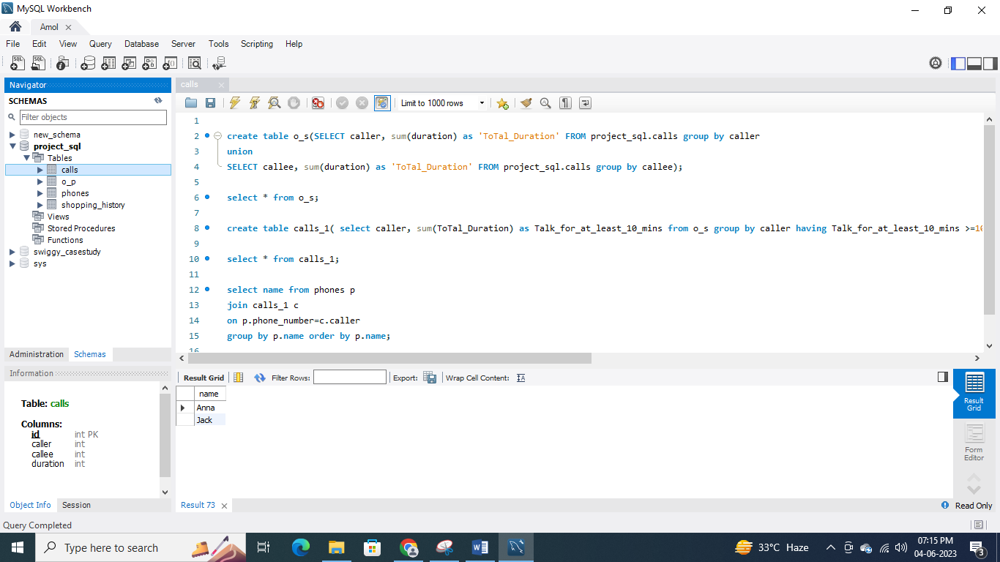 MySQL Workbench
Amol
File Edit View Query Database Server Tools Scripting Help
Navigator
SCHEMAS
Filter objects
new_schema
project_sql
Tables
calls
o_p
phones
shopping_history
Views
Stored Procedures
Functions
swiggy_casestudy
sys
Administration Schemas
Information
Table: calls
Columns:
id int PK
caller int
callee int
duration int
Object Info Session
calls
Limit to 1000 rows
1
2 create table o_s(SELECT caller, sum(duration) as 'ToTal_Duration' FROM project_sql.calls group by caller
3 union
4 SELECT callee, sum(duration) as 'ToTal_Duration' FROM project_sql.calls group by callee);
5
6 select * from o_s;
7
8 create table calls_1( select caller, sum(ToTal_Duration) as Talk_for_at_least_10_mins from o_s group by caller having Talk_for_at_least_10_mins >=10
9
10 select * from calls_1;
11
12 select name from phones p
13 join calls_1 c
14 on p.phone_number=c.caller
15 group by p.name order by p.name;
16
Result Grid Filter Rows: Export: Wrap Cell Content:
name
Anna
Jack
Result Grid
Form Editor
Result 73
Read Only
Query Completed
Type here to search
33°C Haze
07:15 PM
04-06-2023
3